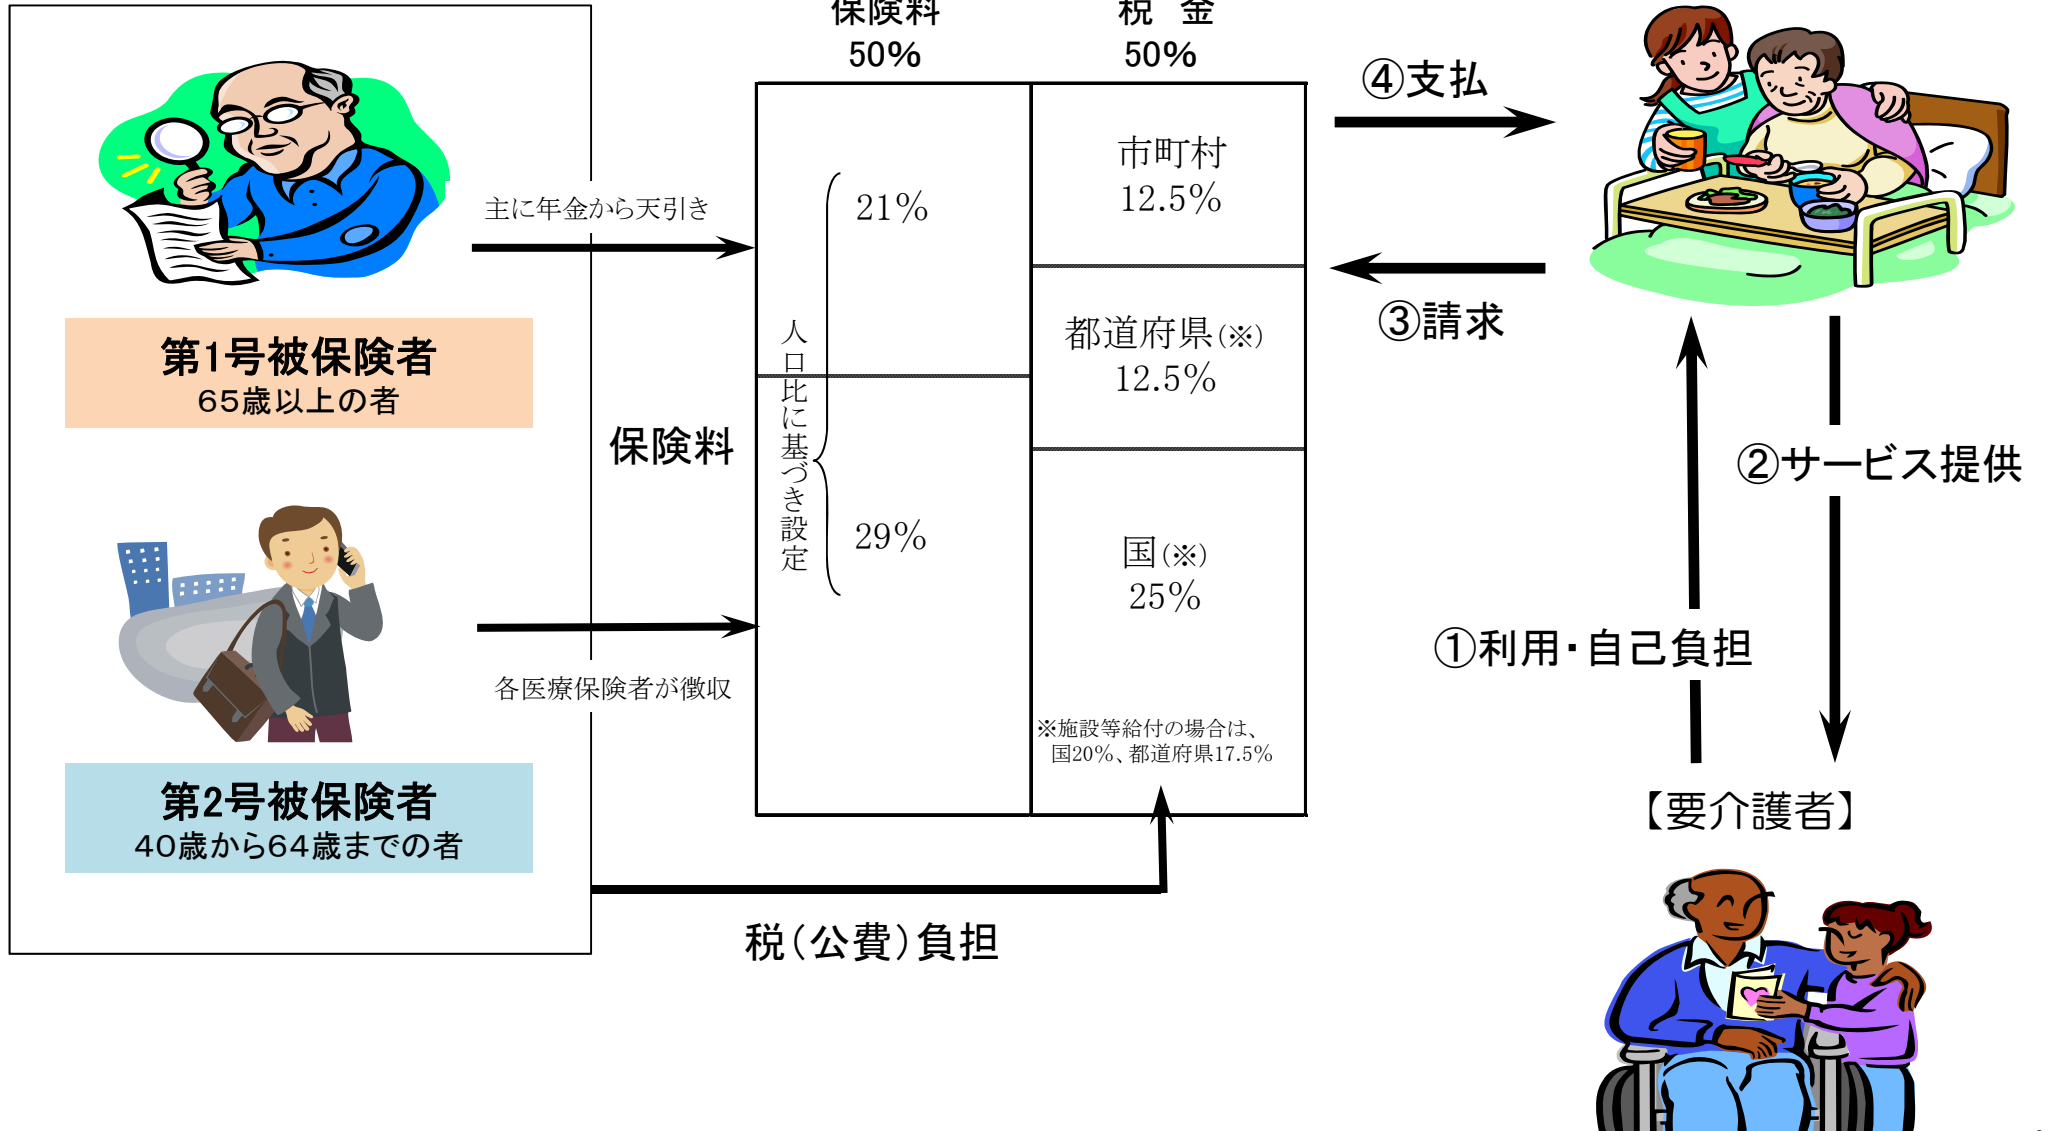 保険料
50%
税 金
50%
主に年金から天引き
第1号被保険者
65歳以上の者
保険料
第2号被保険者
40歳から64歳までの者
各医療保険者が徴収
人口比に基づき設定
21%
29%
市町村
12.5%
都道府県(※)
12.5%
国(※)
25%
※施設等給付の場合は、
国20%、都道府県17.5%
税(公費)負担
④支払
③請求
②サービス提供
①利用・自己負担
【要介護者】